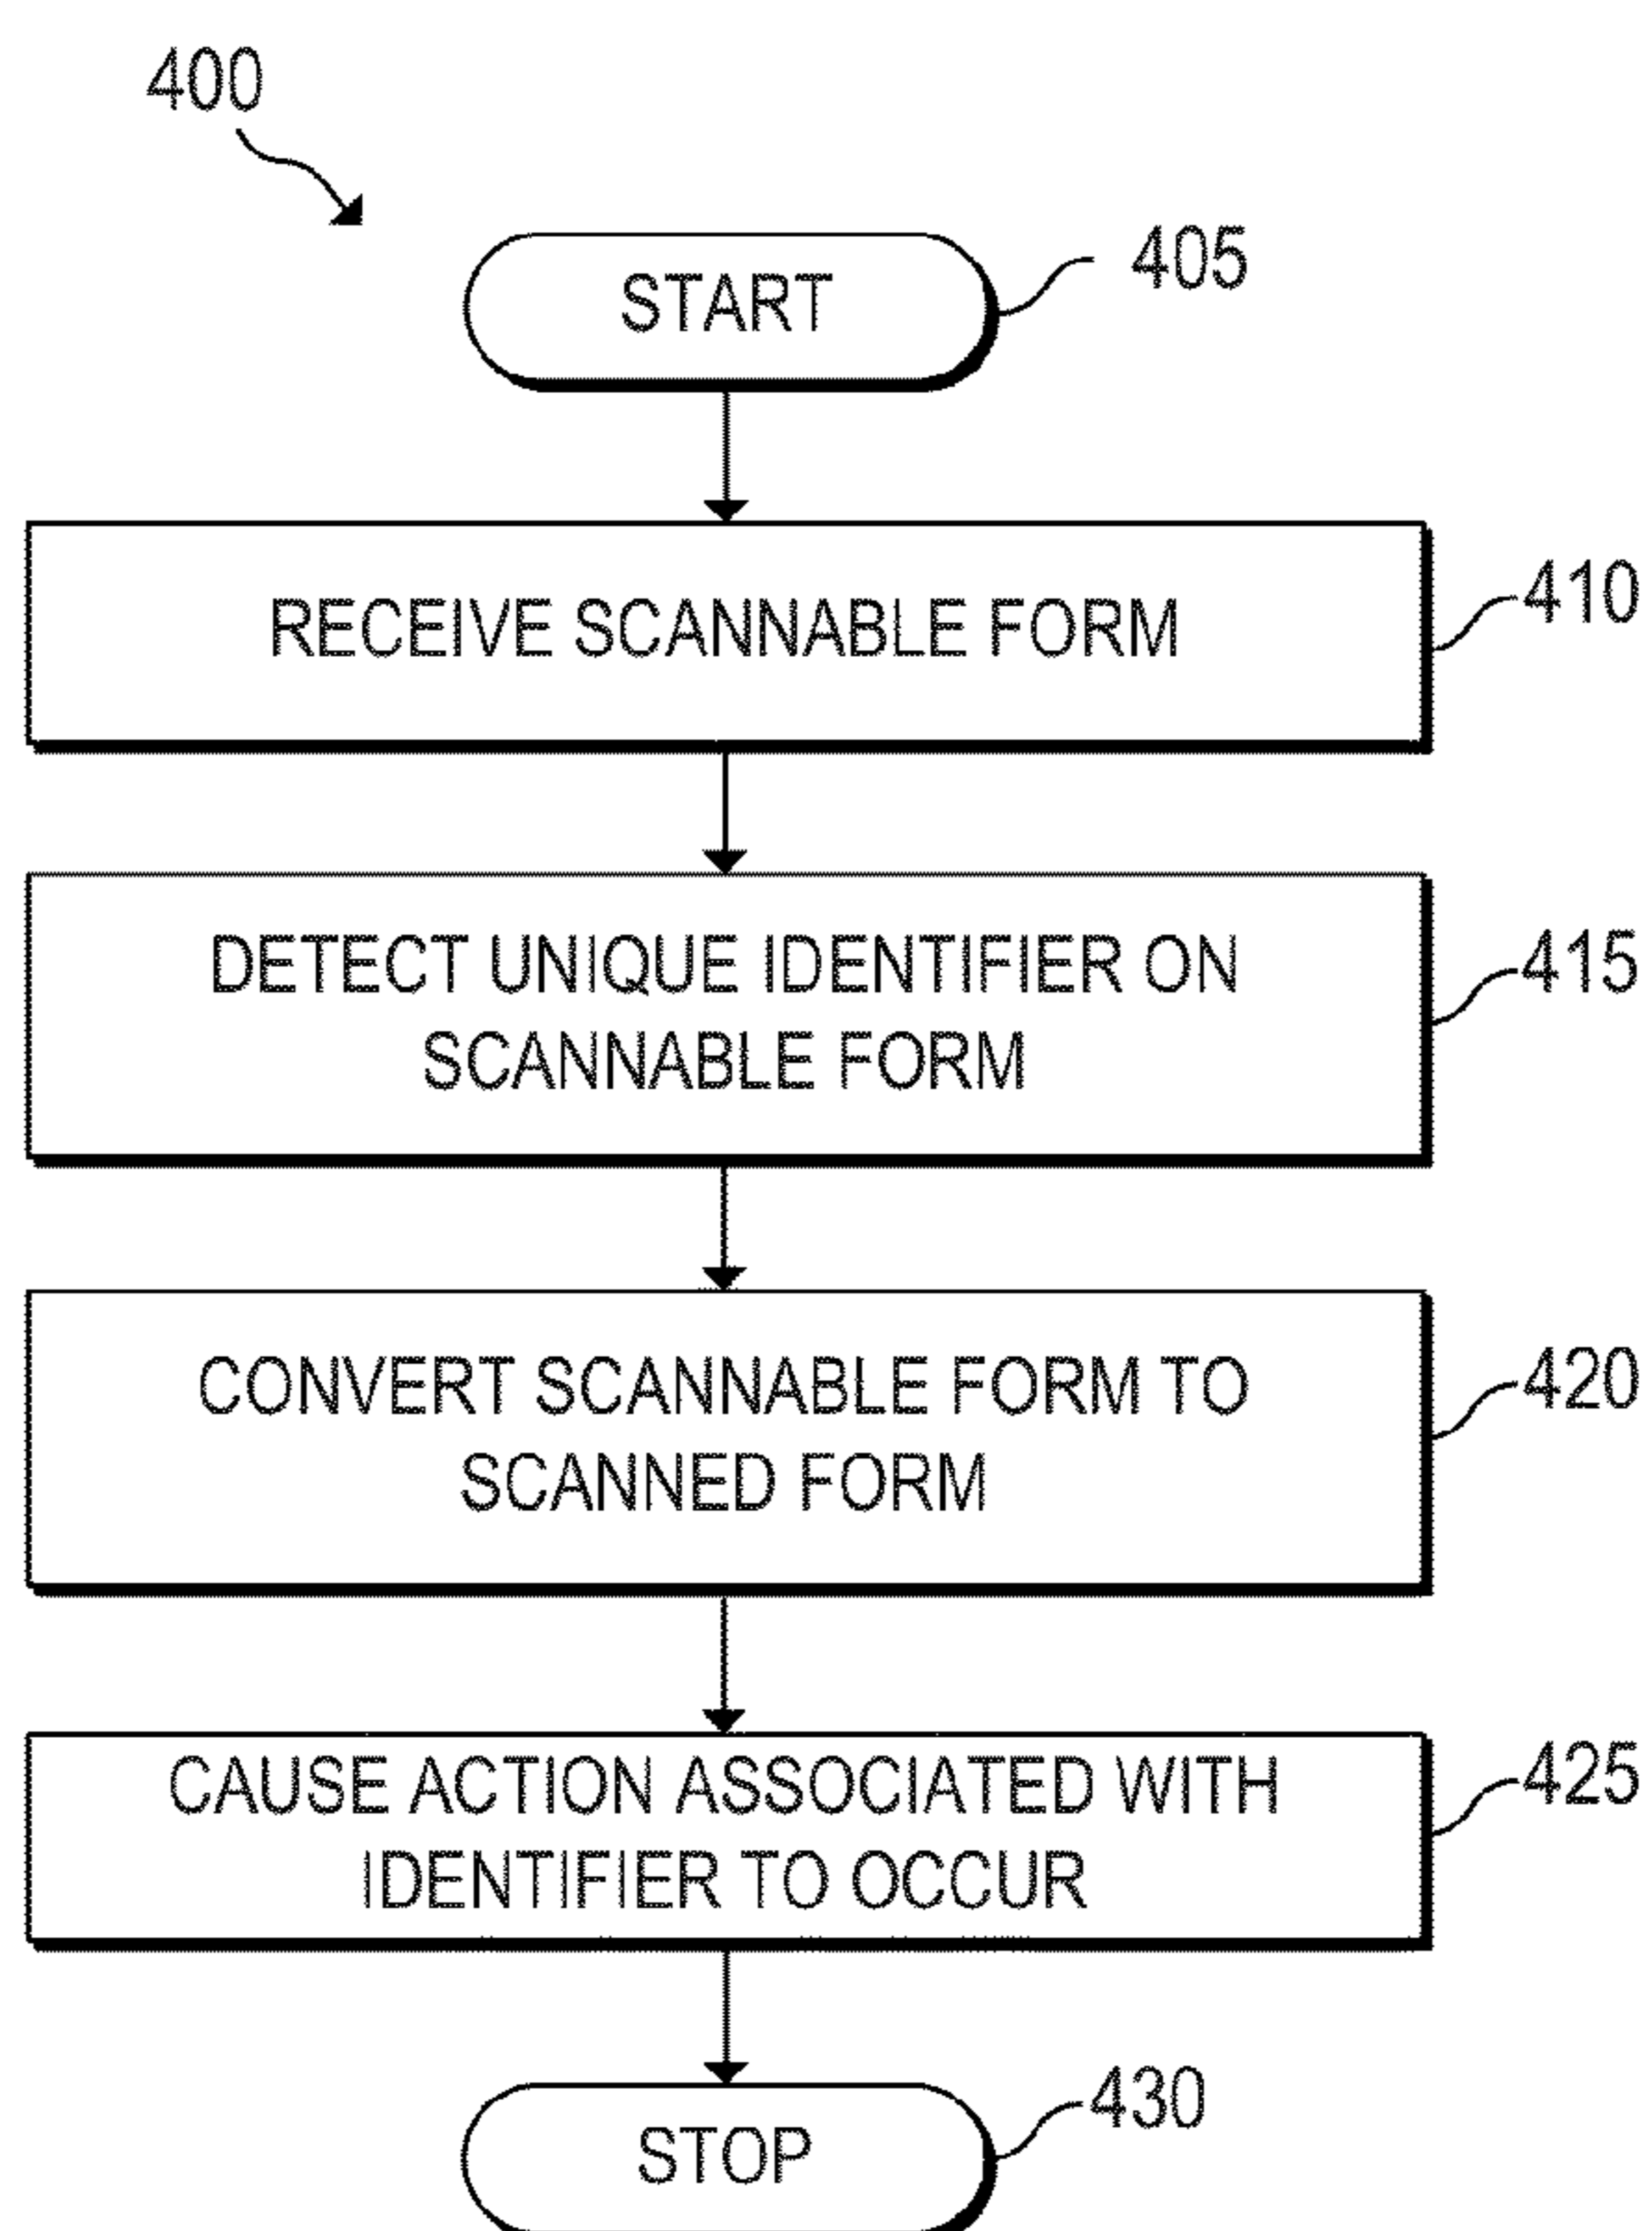 400
START
405
RECEIVE SCANNABLE FORM
410
DETECT UNIQUE IDENTIFIER ON
SCANNABLE FORM
415
CONVERT SCANNABLE FORM TO
SCANNED FORM
420
CAUSE ACTION ASSOCIATED WITH
IDENTIFIER TO OCCUR
425
STOP
430